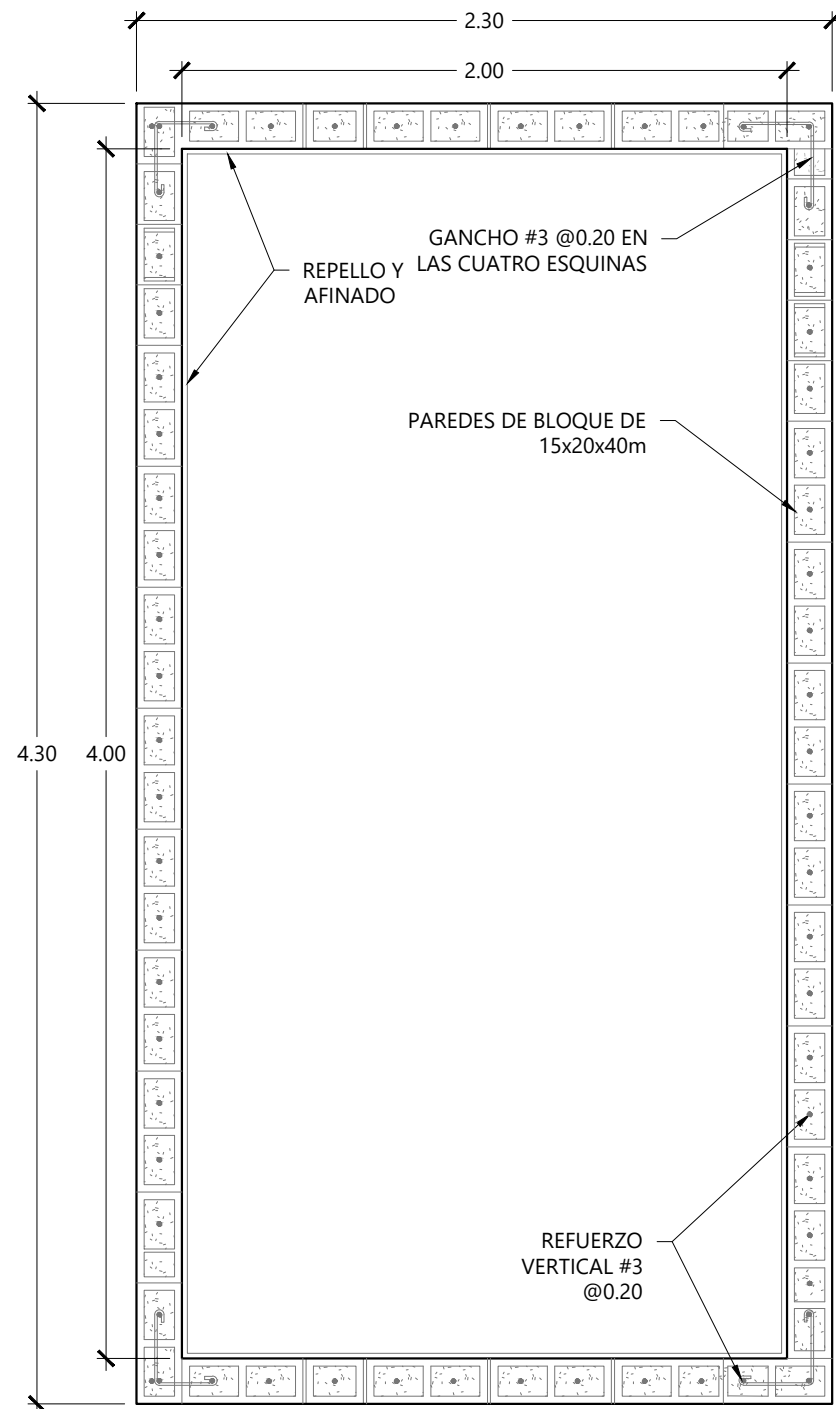 2.30
2.00
GANCHO #3 @0.20 EN
LAS CUATRO ESQUINAS
REPELLO Y
AFINADO
PAREDES DE BLOQUE DE
15x20x40m
4.30
4.00
REFUERZO
VERTICAL #3
@0.20